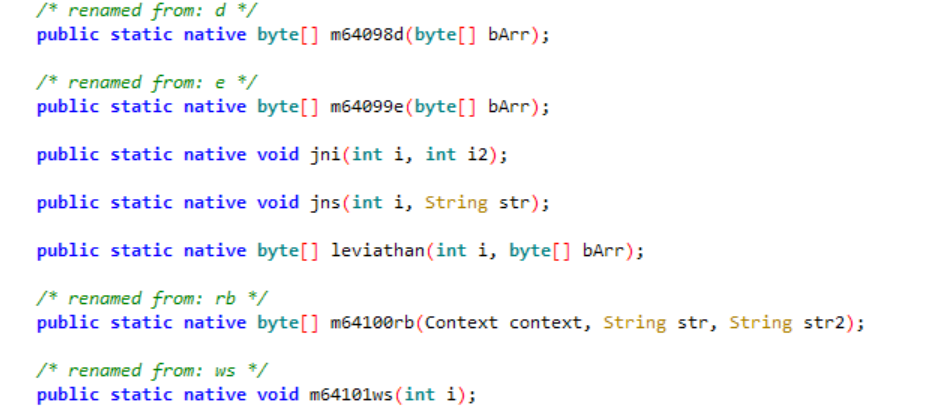 /* renamed from: d */
public static native byte[] m64098d(byte[] bArr);
/* renamed from: e */
public static native byte[] m64099e(byte[] bArr);
public static native void jni(int i, int i2);
public static native void jns(int i, String str);
public static native byte[] leviathan(int i, byte[] bArr);
/* renamed from: rb */
public static native byte[] m64100rb(Context context, String str, String str2);
/* renamed from: ws */
public static native void m64101ws(int i);